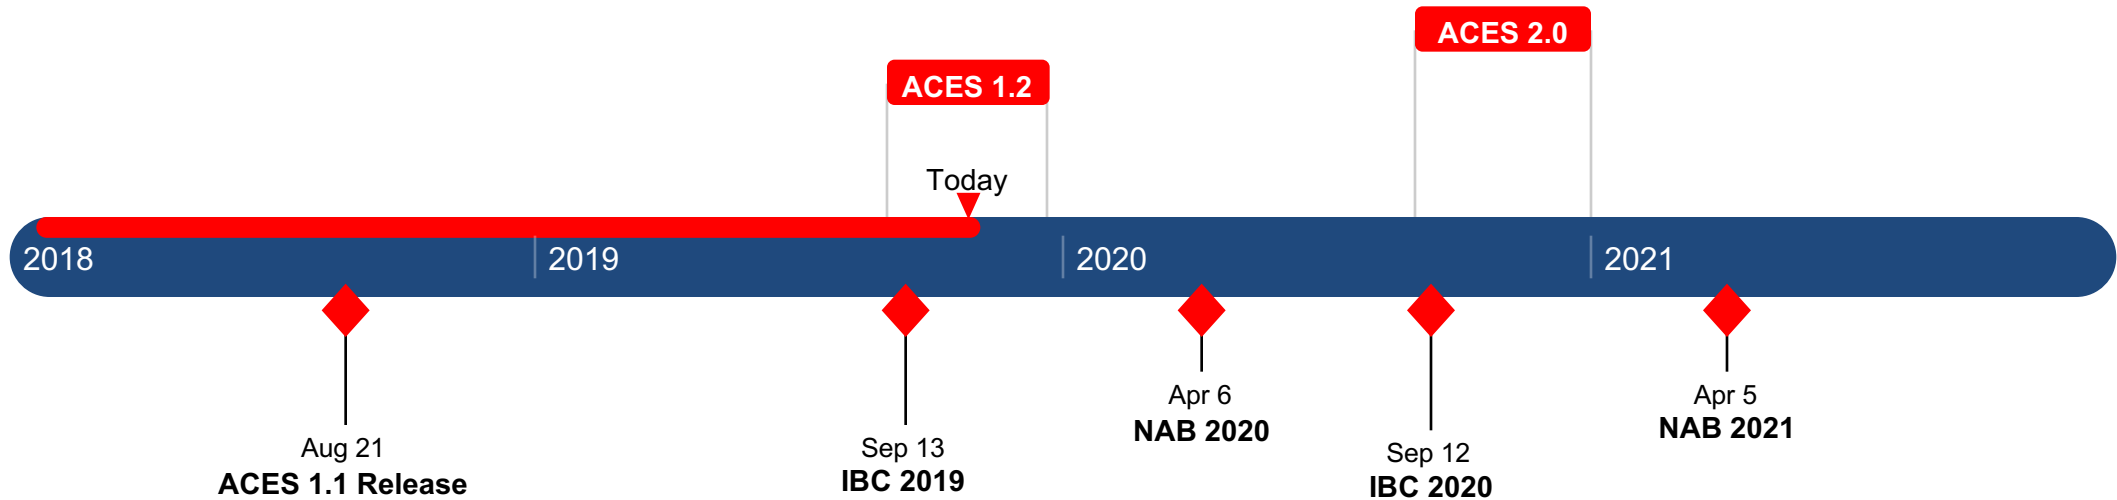 ACES 2.0
ACES 1.2
Today
2018
2019
2020
2021
Aug 21
ACES 1.1 Release
Sep 13
IBC 2019
Apr 6
NAB 2020
Sep 12
IBC 2020
Apr 5
NAB 2021